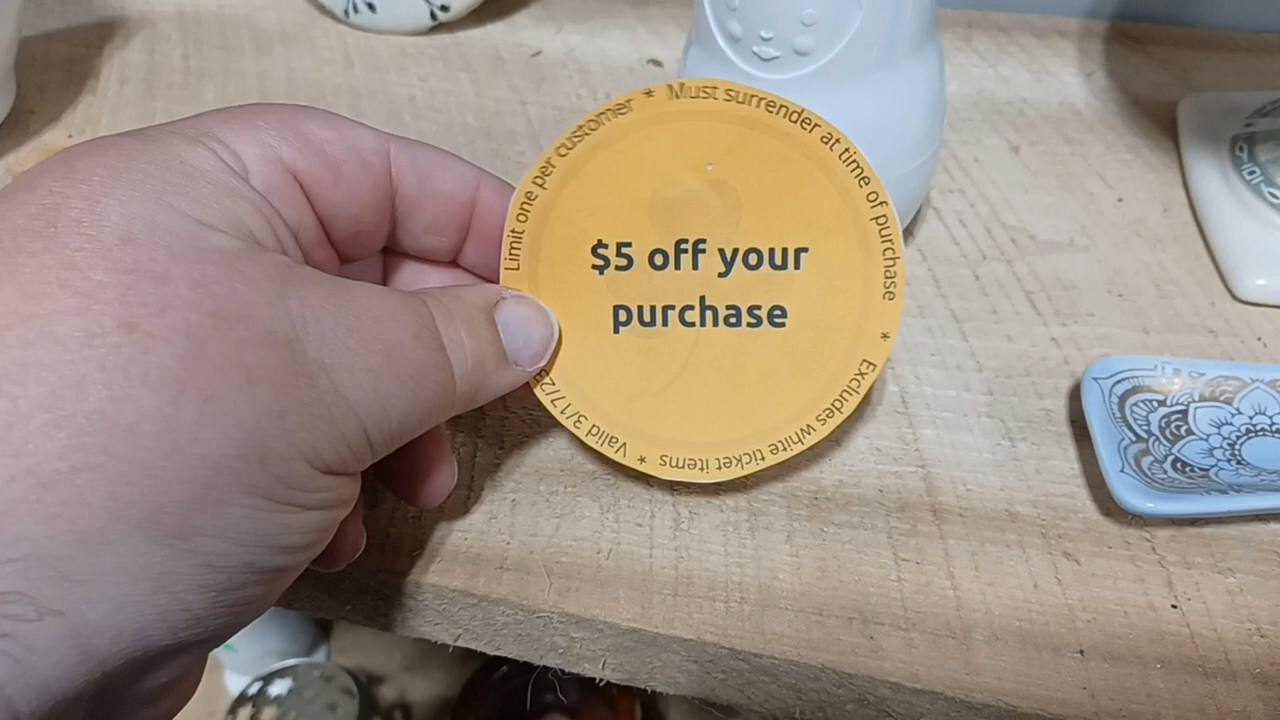 $5 off your
purchase
Limit one per customer * Must surrender at time of purchase * Excludes white ticket items * Valid 3/17/23